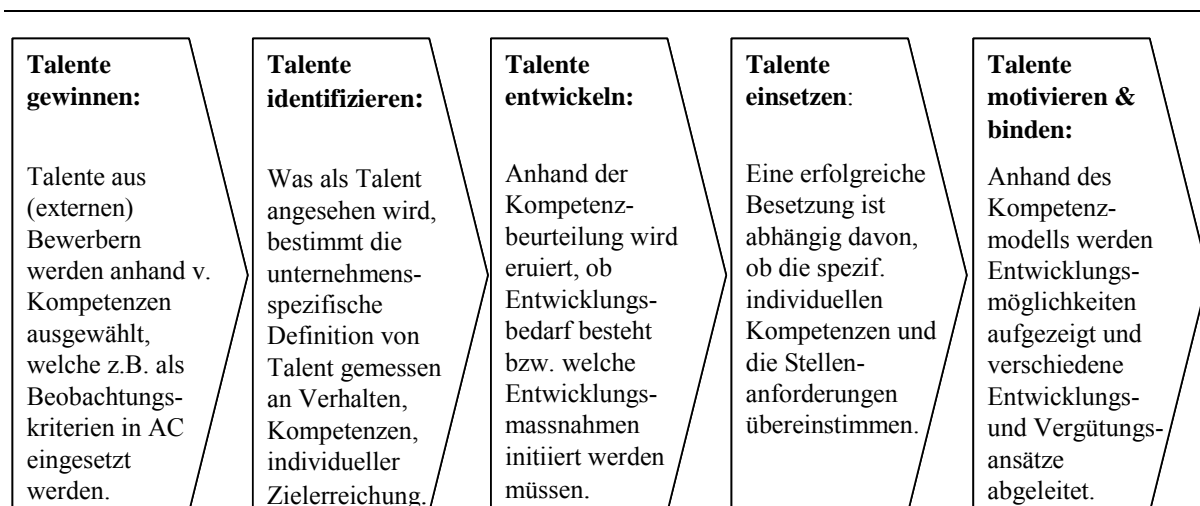 Talente
gewinnen:
Talente aus
(externen)
Bewerbern
werden anhand v.
Kompetenzen
ausgewählt,
welche z.B. als
Beobachtungs-
kriterien in AC
eingesetzt
werden.
Talente
identifizieren:
Was als Talent
angesehen wird,
bestimmt die
unternehmens-
spezifische
Definition von
Talent gemessen
an Verhalten,
Kompetenzen,
individueller
Zielerreichung.
Talente
entwickeln:
Anhand der
Kompetenz-
beurteilung wird
eruiert, ob
Entwicklungs-
bedarf besteht
bzw. welche
Entwicklungs-
massnahmen
initiiert werden
müssen.
Talente
einsetzen:
Eine erfolgreiche
Besetzung ist
abhängig davon,
ob die spezif.
individuellen
Kompetenzen und
die Stellen-
anforderungen
übereinstimmen.
Talente
motivieren &
binden:
Anhand des
Kompetenz-
modells werden
Entwicklungs-
möglichkeiten
aufgezeigt und
verschiedene
Entwicklungs-
und Vergütungs-
ansätze
abgeleitet.